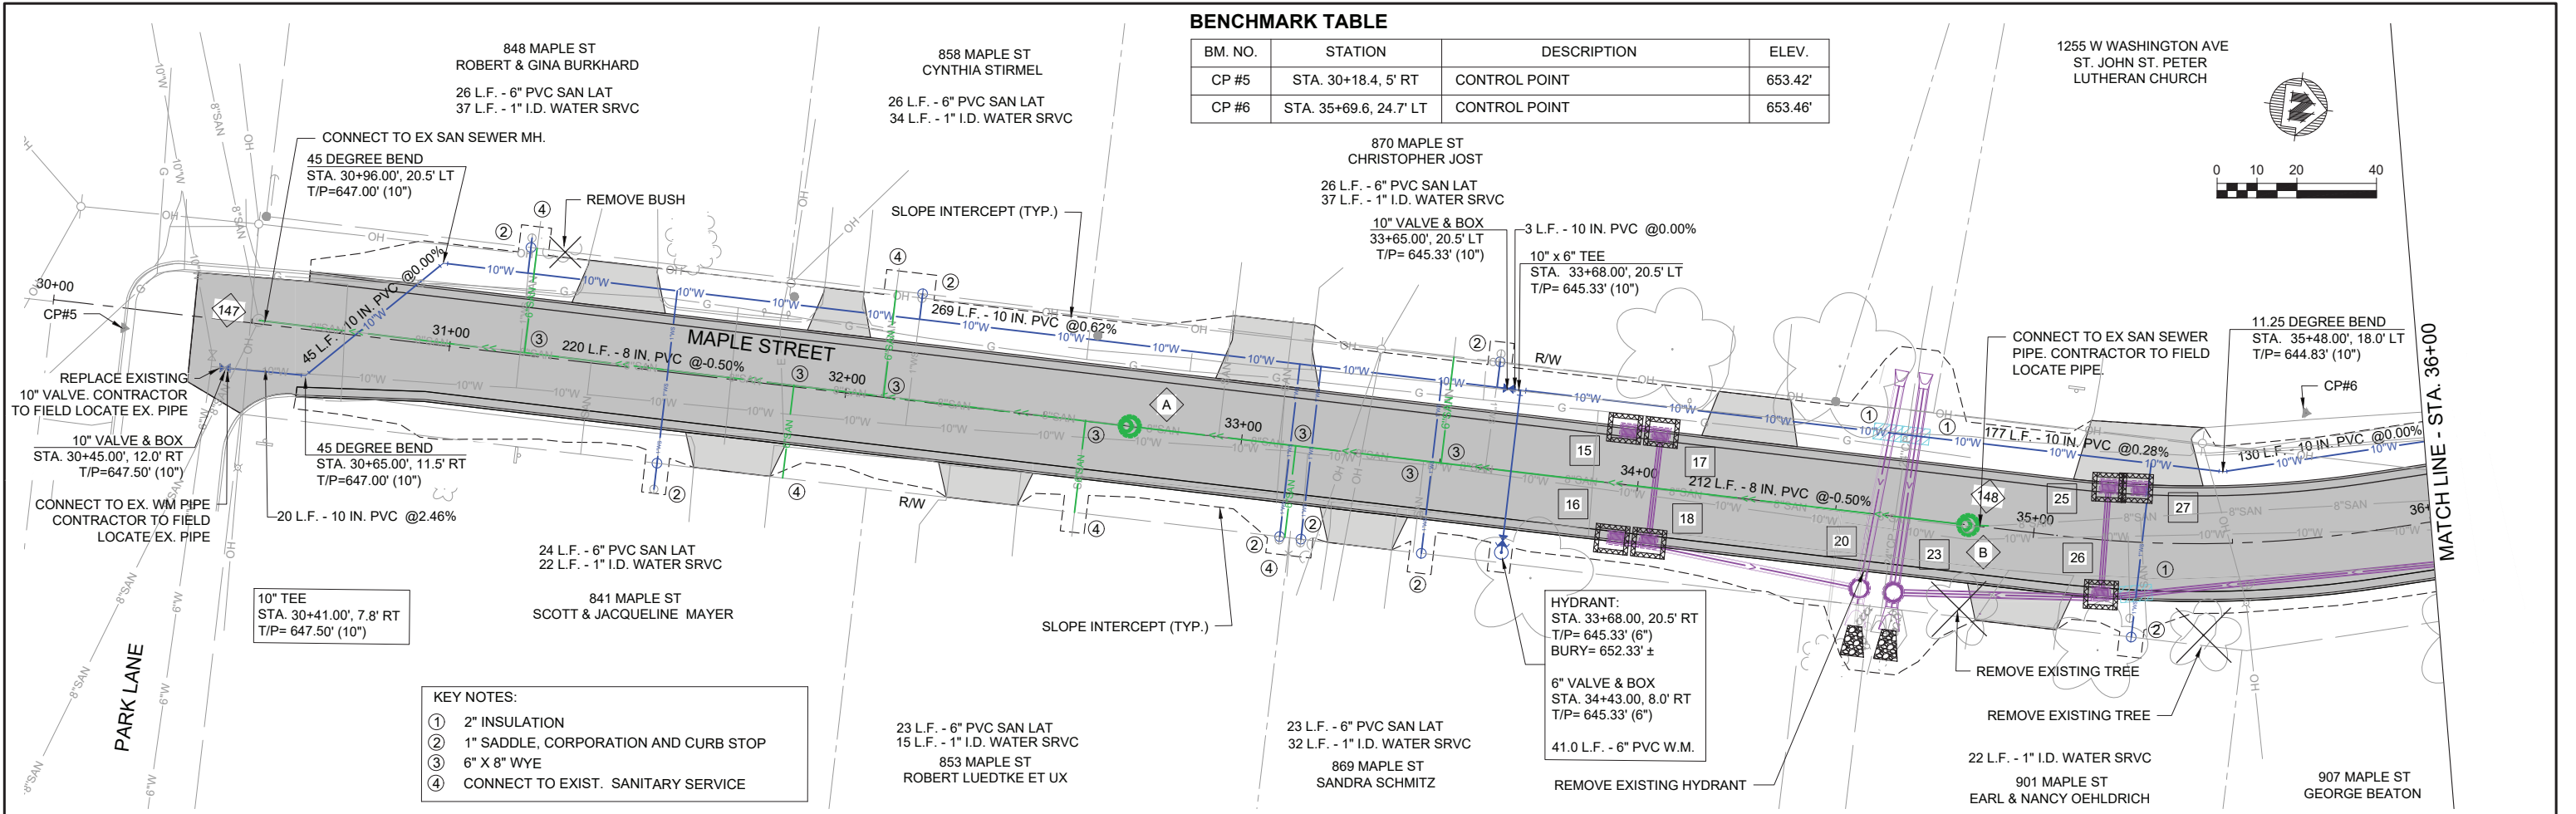 BENCHMARK TABLE
BM. NO. STATION DESCRIPTION ELEV.
CP #5 STA. 30+18.4, 5' RT CONTROL POINT 653.42'
CP #6 STA. 35+69.6, 24.7' LT CONTROL POINT 653.46'
848 MAPLE ST
ROBERT & GINA BURKHARD
26 L.F. - 6" PVC SAN LAT
37 L.F. - 1" I.D. WATER SRVC
858 MAPLE ST
CYNTHIA STIRMEL
26 L.F. - 6" PVC SAN LAT
34 L.F. - 1" I.D. WATER SRVC
870 MAPLE ST
CHRISTOPHER JOST
26 L.F. - 6" PVC SAN LAT
37 L.F. - 1" I.D. WATER SRVC
1255 W WASHINGTON AVE
ST. JOHN ST. PETER
LUTHERAN CHURCH
0 10 20 40
CONNECT TO EX SAN SEWER MH.
45 DEGREE BEND
STA. 30+96.00', 20.5' LT
T/P=647.00' (10")
REMOVE BUSH
SLOPE INTERCEPT (TYP.)
10" VALVE & BOX
33+65.00', 20.5' LT
T/P= 645.33' (10")
3 L.F. - 10 IN. PVC @0.00%
10" x 6" TEE
STA. 33+68.00', 20.5' LT
T/P= 645.33' (10")
R/W
CONNECT TO EX SAN SEWER
PIPE. CONTRACTOR TO FIELD
LOCATE PIPE.
11.25 DEGREE BEND
STA. 35+48.00', 18.0' LT
T/P= 644.83' (10")
CP#6
MATCH LINE - STA. 36+00
30+00
CP#5
147
31+00
45 L.F. 10 IN. PVC @0.00%
220 L.F. - 8 IN. PVC @-0.50%
MAPLE STREET
32+00
269 L.F. - 10 IN. PVC @0.62%
A
33+00
15
16
17
18
34+00
212 L.F. - 8 IN. PVC @-0.50%
20
23
148
B
35+00
25
26
27
177 L.F. - 10 IN. PVC @0.28%
130 L.F. - 10 IN. PVC @0.00%
REPLACE EXISTING
10" VALVE. CONTRACTOR
TO FIELD LOCATE EX. PIPE
10" VALVE & BOX
STA. 30+45.00', 12.0' RT
T/P=647.50' (10")
CONNECT TO EX. WM PIPE
CONTRACTOR TO FIELD
LOCATE EX. PIPE
45 DEGREE BEND
STA. 30+65.00', 11.5' RT
T/P=647.00' (10")
20 L.F. - 10 IN. PVC @2.46%
R/W
10" TEE
STA. 30+41.00', 7.8' RT
T/P= 647.50' (10")
PARK LANE
24 L.F. - 6" PVC SAN LAT
22 L.F. - 1" I.D. WATER SRVC
841 MAPLE ST
SCOTT & JACQUELINE MAYER
SLOPE INTERCEPT (TYP.)
KEY NOTES:
1 2" INSULATION
2 1" SADDLE, CORPORATION AND CURB STOP
3 6" X 8" WYE
4 CONNECT TO EXIST. SANITARY SERVICE
23 L.F. - 6" PVC SAN LAT
15 L.F. - 1" I.D. WATER SRVC
853 MAPLE ST
ROBERT LUEDTKE ET UX
23 L.F. - 6" PVC SAN LAT
32 L.F. - 1" I.D. WATER SRVC
869 MAPLE ST
SANDRA SCHMITZ
HYDRANT:
STA. 33+68.00, 20.5' RT
T/P= 645.33' (6")
BURY= 652.33' ±
6" VALVE & BOX
STA. 34+43.00, 8.0' RT
T/P= 645.33' (6")
41.0 L.F. - 6" PVC W.M.
REMOVE EXISTING HYDRANT
REMOVE EXISTING TREE
REMOVE EXISTING TREE
22 L.F. - 1" I.D. WATER SRVC
901 MAPLE ST
EARL & NANCY OEHLDRICH
907 MAPLE ST
GEORGE BEATON